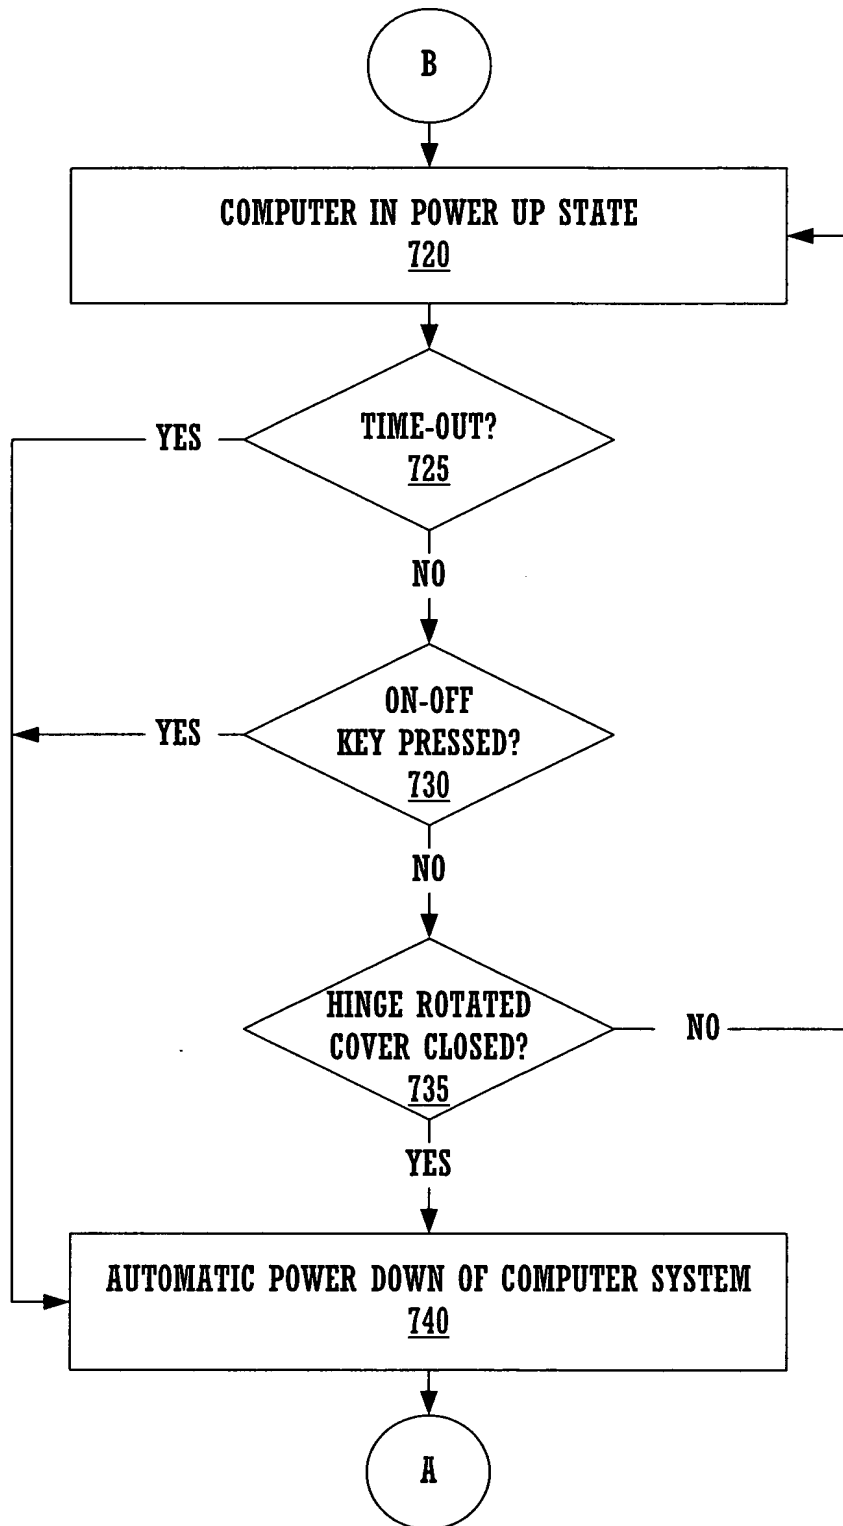 B
COMPUTER IN POWER UP STATE
720
TIME-OUT?
725
YES
NO
ON-OFF
KEY PRESSED?
730
YES
NO
HINGE ROTATED
COVER CLOSED?
735
NO
YES
AUTOMATIC POWER DOWN OF COMPUTER SYSTEM
740
A